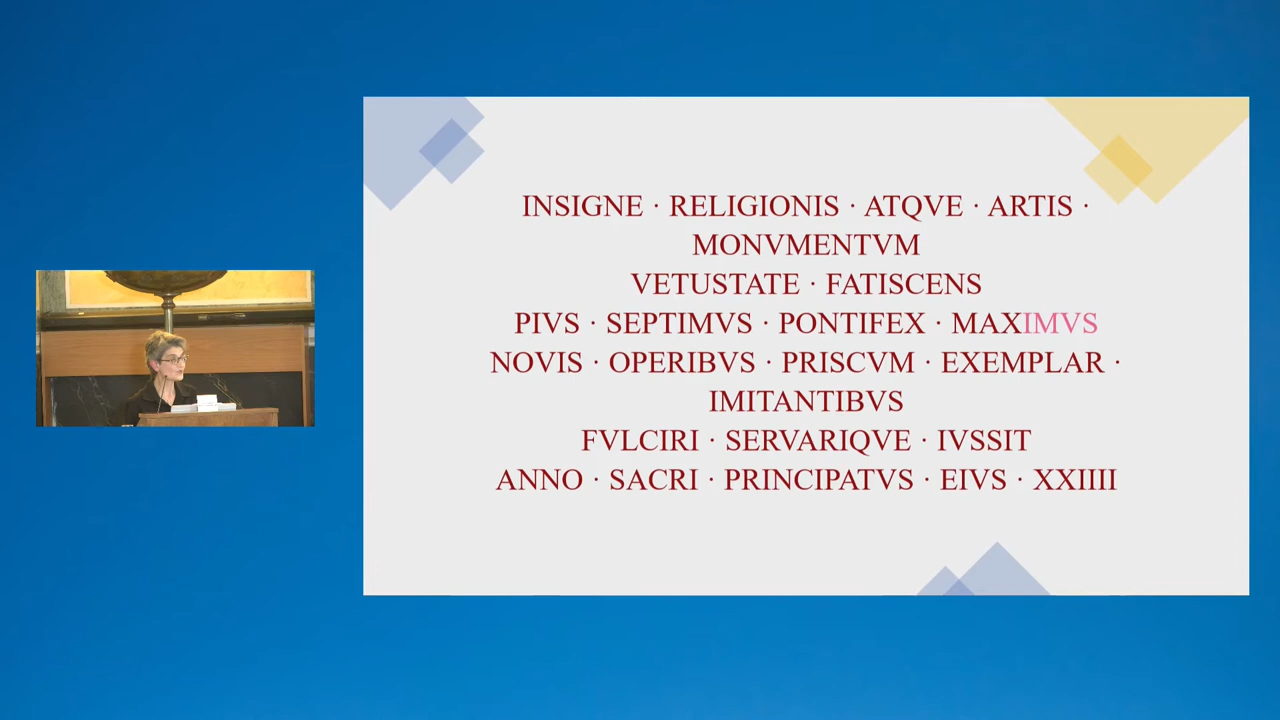 INSIGNE · RELIGIONIS · ATQVE · ARTIS ·
MONVMENTVM
VETUSTATE · FATISCENS
PIVS · SEPTIMVS · PONTIFEX · MAXIMVS
NOVIS · OPERIBVS · PRISCVM · EXEMPLAR ·
IMITANTIBVS
FVLCIRI · SERVARIQVE · IVSSIT
ANNO · SACRI · PRINCIPATVS · EIVS · XXIIII